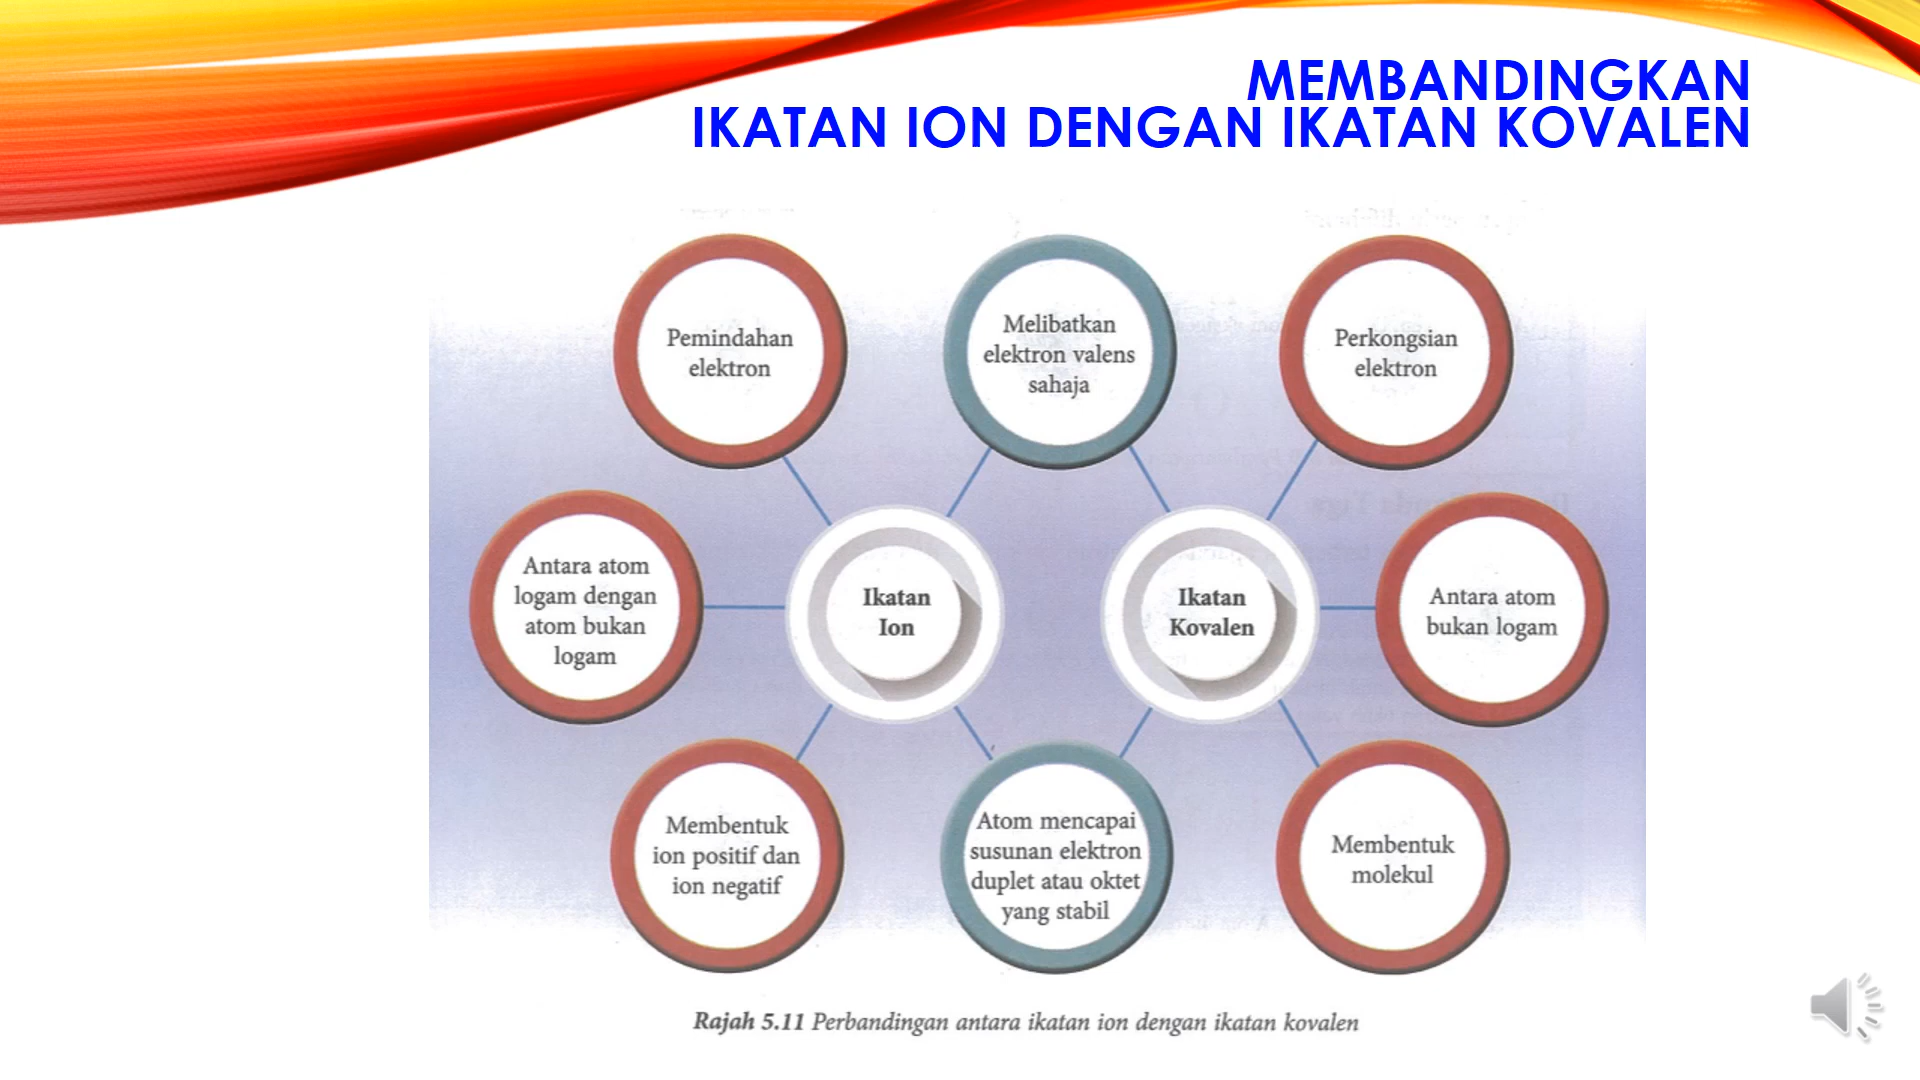 MEMBANDINGKAN
IKATAN ION DENGAN IKATAN KOVALEN
Pemindahan
elektron
Melibatkan
elektron valens
sahaja
Perkongsian
elektron
Antara atom
logam dengan
atom bukan
logam
Ikatan
Ion
Ikatan
Kovalen
Antara atom
bukan logam
Membentuk
ion positif dan
ion negatif
Atom mencapai
susunan elektron
duplet atau oktet
yang stabil
Membentuk
molekul
Rajah 5.11 Perbandingan antara ikatan ion dengan ikatan kovalen